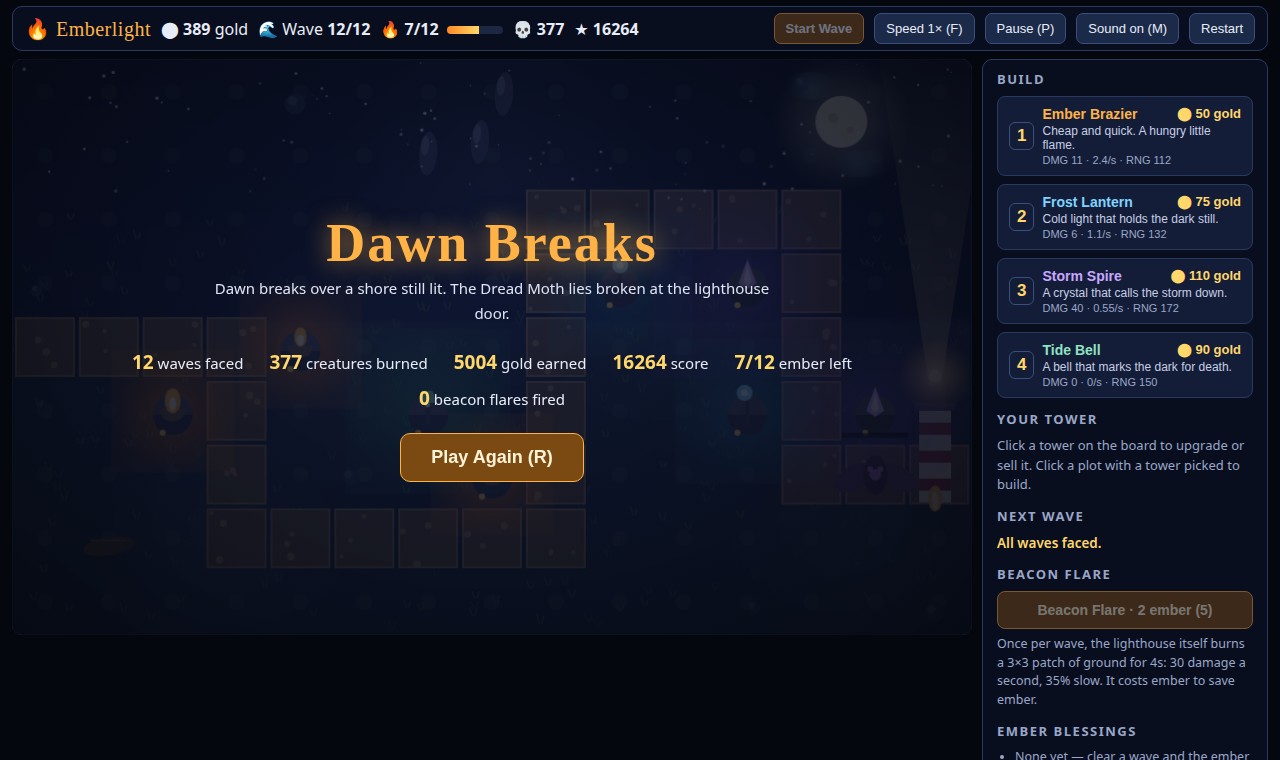 🔥 Emberlight 389 gold 🌊 Wave 12/12 🔥 7/12 💀 377 ★ 16264 Start Wave Speed 1× (F) Pause (P) Sound on (M) Restart
Dawn Breaks
Dawn breaks over a shore still lit. The Dread Moth lies broken at the lighthouse
door.
12 waves faced 377 creatures burned 5004 gold earned 16264 score 7/12 ember left
0 beacon flares fired
Play Again (R)
BUILD
1 Ember Brazier 50 gold
Cheap and quick. A hungry little
flame.
DMG 11 · 2.4/s · RNG 112
2 Frost Lantern 75 gold
Cold light that holds the dark still.
DMG 6 · 1.1/s · RNG 132
3 Storm Spire 110 gold
A crystal that calls the storm down.
DMG 40 · 0.55/s · RNG 172
4 Tide Bell 90 gold
A bell that marks the dark for death.
DMG 0 · 0/s · RNG 150
YOUR TOWER
Click a tower on the board to upgrade or
sell it. Click a plot with a tower picked to
build.
NEXT WAVE
All waves faced.
BEACON FLARE
Beacon Flare · 2 ember (5)
Once per wave, the lighthouse itself burns
a 3×3 patch of ground for 4s: 30 damage a
second, 35% slow. It costs ember to save
ember.
EMBER BLESSINGS
• None yet — clear a wave and the ember